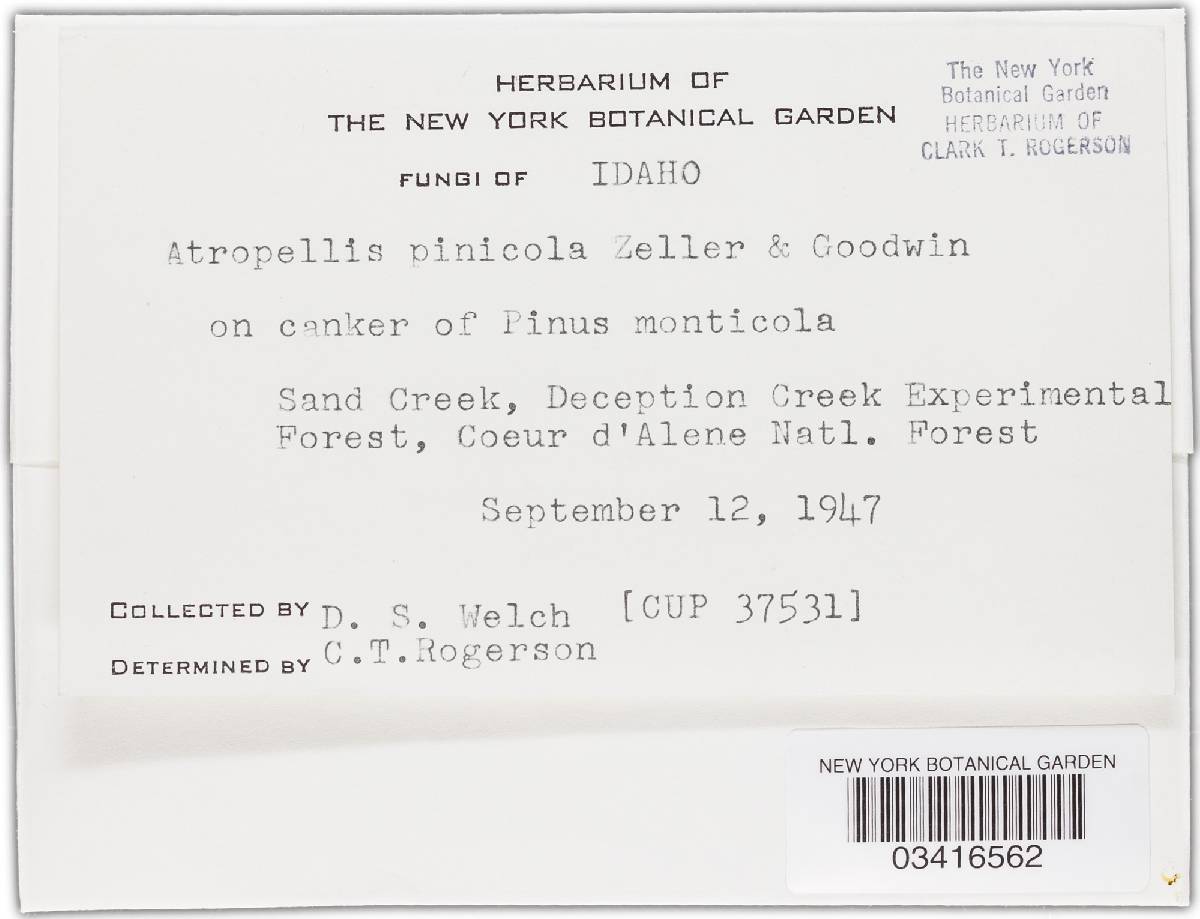 HERBARIUM OF
THE NEW YORK BOTANICAL GARDEN
FUNGI OF IDAHO
The New York
Botanical Garden
HERBARIUM OF
CLARK T. ROGERSON
Atropellis pinicola Zeller & Goodwin
on canker of Pinus monticola
Sand Creek, Deception Creek Experimental
Forest, Coeur d'Alene Natl. Forest
September 12, 1947
COLLECTED BY D. S. Welch [CUP 37531]
DETERMINED BY C.T.Rogerson
NEW YORK BOTANICAL GARDEN
03416562